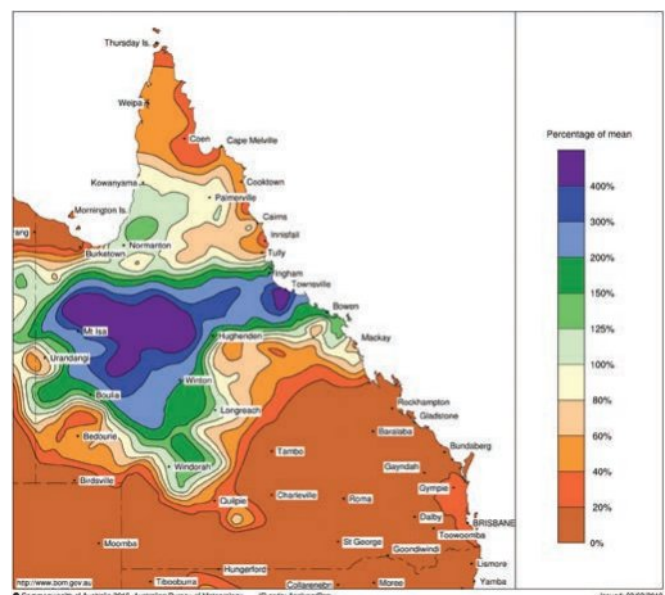 Thursday Is.
Weipa
Coen
Cape Melville
Kowanyama
Cooktown
Palmerville
Mornington Is.
Cairns
Innisfail
Normanton
Burketown
Tully
Ingham
Townsville
Bowen
Mt Isa
Hughenden
Mackay
Urandangi
Winton
Boulia
Longreach
Rockhampton
Gladstone
Bedourie
Baralaba
Bundaberg
Tambo
Windorah
Gayndah
Birdsville
Gympie
Quilpie
Charleville
Roma
Dalby
BRISBANE
Toowoomba
Moomba
St George
Goondiwindi
Hungerford
Lismore
http://www.bom.gov.au
Tibooburra
Collarenebri
Moree
Yamba
Percentage of mean
400%
300%
200%
150%
125%
100%
80%
60%
40%
20%
0%